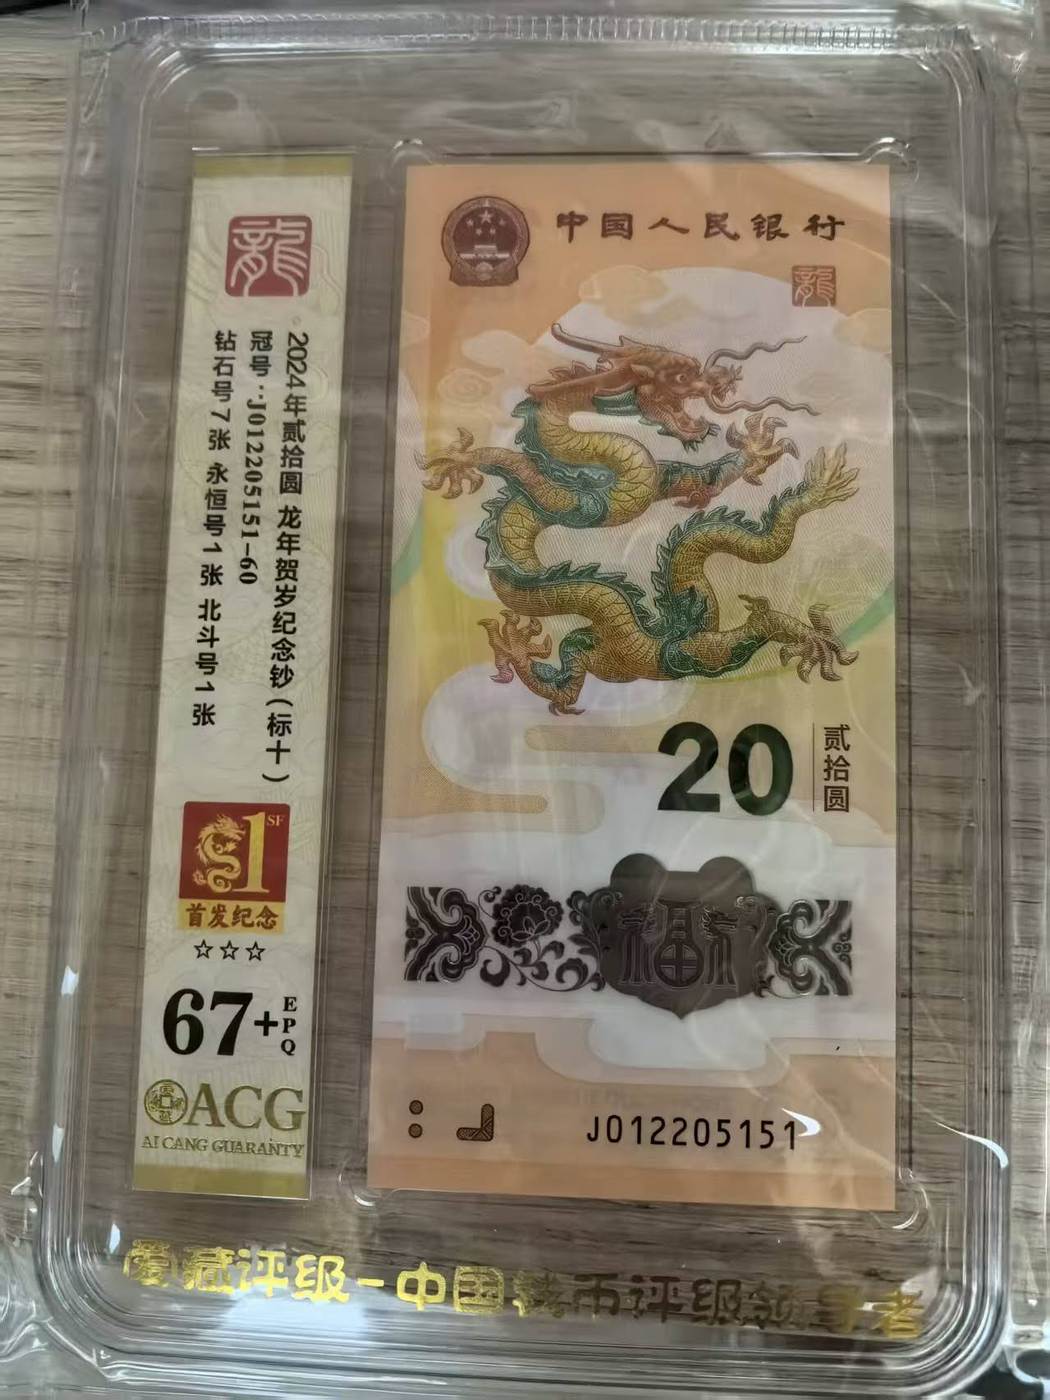 龍
2024年贰拾圆 龙年贺岁纪念钞(标十)
冠号:J012205151-60
钻石号7张 永恒号1张 北斗号1张
1SF
首发纪念
☆☆☆
67+EPQ
ACG
AI CANG GUARANTY
中国人民银行
龍
20
贰拾圆
福
J012205151
爱藏评级-中国钱币评级领导者